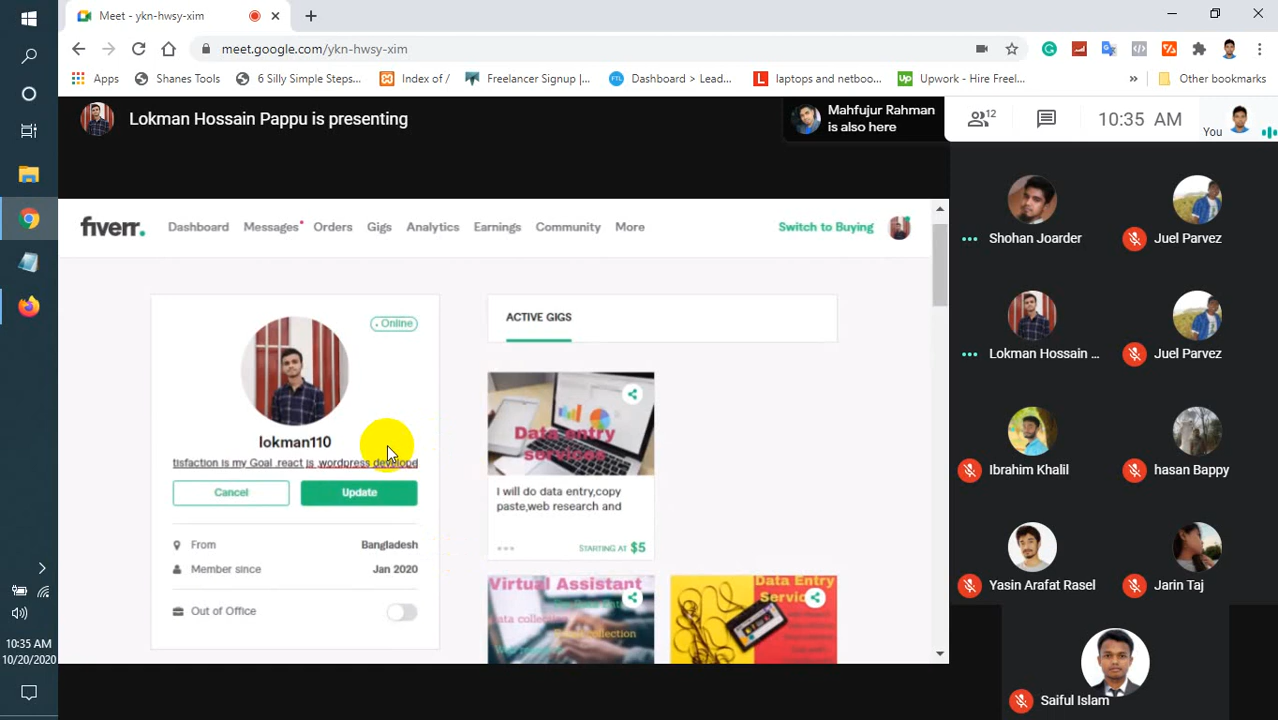 Meet - ykn-hwsy-xim
meet.google.com/ykn-hwsy-xim
Apps
Shanes Tools
6 Silly Simple Steps...
Index of /
Freelancer Signup |...
Dashboard > Lead...
laptops and netboo...
Upwork - Hire Freel...
Other bookmarks
Lokman Hossain Pappu is presenting
Mahfujur Rahman
is also here
12
10:35 AM
You
fiverr.
Dashboard
Messages
Orders
Gigs
Analytics
Earnings
Community
More
Switch to Buying
Online
lokman110
tisfaction is my Goal .react js ,wordpress develope
Cancel
Update
From
Bangladesh
Member since
Jan 2020
Out of Office
ACTIVE GIGS
Data entry
services
I will do data entry,copy
paste,web research and
STARTING AT $5
Virtual Assistant
Data Entry
Shohan Joarder
Juel Parvez
Lokman Hossain ...
Juel Parvez
Ibrahim Khalil
hasan Bappy
Yasin Arafat Rasel
Jarin Taj
Saiful Islam
10:35 AM
10/20/2020